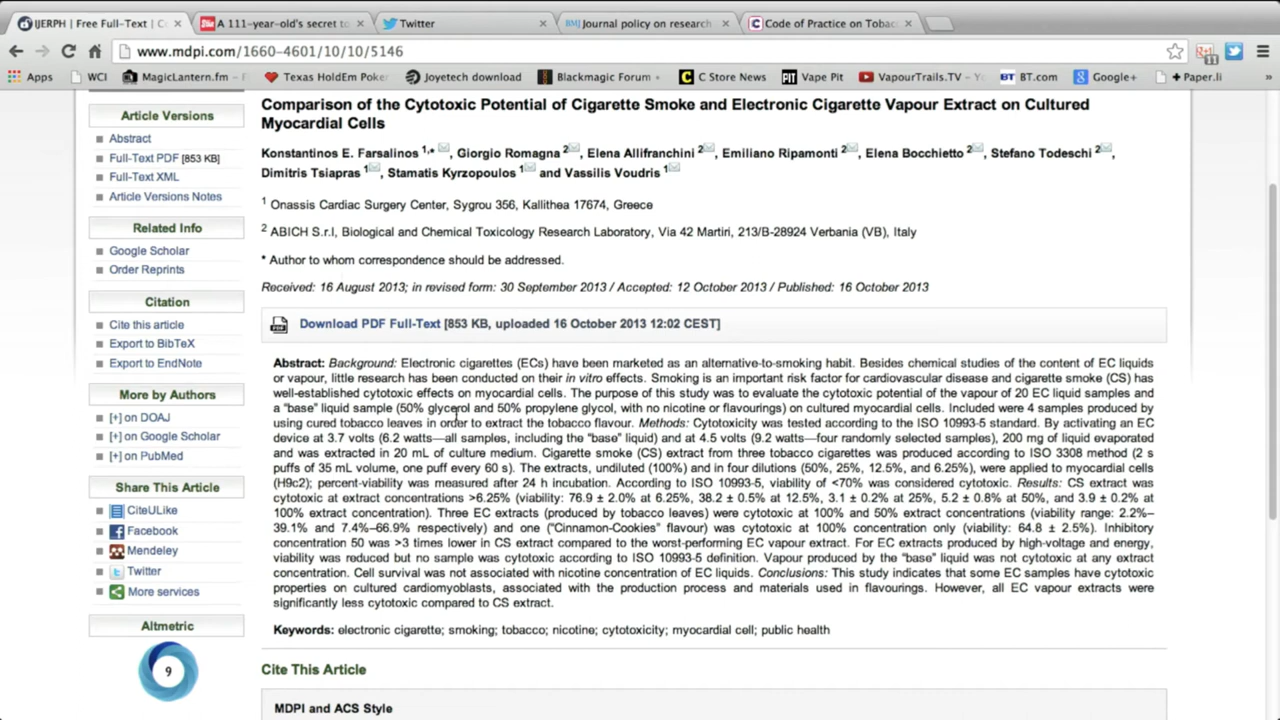 IJERPH | Free Full-Text | C
A 111-year-old's secret to
Twitter
BMJ Journal policy on research
Code of Practice on Tobac
www.mdpi.com/1660-4601/10/10/5146
11
Apps
WCI
MagicLantern.fm – F
Texas HoldEm Poke
Joyetech download
Blackmagic Forum •
C Store News
PIT Vape Pit
VapourTrails.TV – Y
BT BT.com
Google+
+ Paper.li
»
Article Versions
Abstract
Full-Text PDF [853 KB]
Full-Text XML
Article Versions Notes
Related Info
Google Scholar
Order Reprints
Citation
Cite this article
Export to BibTeX
Export to EndNote
More by Authors
[+] on DOAJ
[+] on Google Scholar
[+] on PubMed
Share This Article
CiteULike
Facebook
Mendeley
Twitter
More services
Altmetric
9
Comparison of the Cytotoxic Potential of Cigarette Smoke and Electronic Cigarette Vapour Extract on Cultured
Myocardial Cells
Konstantinos E. Farsalinos 1,* , Giorgio Romagna 2 , Elena Allifranchini 2 , Emiliano Ripamonti 2 , Elena Bocchietto 2 , Stefano Todeschi 2 ,
Dimitris Tsiapras 1 , Stamatis Kyrzopoulos 1 and Vassilis Voudris 1
1 Onassis Cardiac Surgery Center, Sygrou 356, Kallithea 17674, Greece
2 ABICH S.r.l, Biological and Chemical Toxicology Research Laboratory, Via 42 Martiri, 213/B-28924 Verbania (VB), Italy
* Author to whom correspondence should be addressed.
Received: 16 August 2013; in revised form: 30 September 2013 / Accepted: 12 October 2013 / Published: 16 October 2013
Download PDF Full-Text [853 KB, uploaded 16 October 2013 12:02 CEST]
Abstract: Background: Electronic cigarettes (ECs) have been marketed as an alternative-to-smoking habit. Besides chemical studies of the content of EC liquids
or vapour, little research has been conducted on their in vitro effects. Smoking is an important risk factor for cardiovascular disease and cigarette smoke (CS) has
well-established cytotoxic effects on myocardial cells. The purpose of this study was to evaluate the cytotoxic potential of the vapour of 20 EC liquids and
a "base" liquid sample (50% glycerol and 50% propylene glycol, with no nicotine or flavourings) on cultured myocardial cells. Included were 4 samples produced by
using cured tobacco leaves in order to extract the tobacco flavour. Methods: Cytotoxicity was tested according to the ISO 10993-5 standard. By activating an EC
device at 3.7 volts (6.2 watts—all samples, including the "base" liquid) and at 4.5 volts (9.2 watts—four randomly selected samples), 200 mg of liquid evaporated
and was extracted in 20 mL of culture medium. Cigarette smoke (CS) extract from three tobacco cigarettes was produced according to ISO 3308 method (2 s
puffs of 35 mL volume, one puff every 60 s). The extracts, undiluted (100%) and in four dilutions (50%, 25%, 12.5%, and 6.25%), were applied to myocardial cells
(H9c2); percent-viability was measured after 24 h incubation. According to ISO 10993-5, viability of <70% was considered cytotoxic. Results: CS extract was
cytotoxic at extract concentrations >6.25% (viability: 76.9 ± 2.0% at 6.25%, 38.2 ± 0.5% at 12.5%, 3.1 ± 0.2% at 25%, 5.2 ± 0.8% at 50%, and 3.9 ± 0.2% at
100% extract concentration). Three EC extracts (produced by tobacco leaves) were cytotoxic at 100% and 50% extract concentrations (viability range: 2.2%–
39.1% and 7.4%–66.9% respectively) and one ("Cinnamon-Cookies" flavour) was cytotoxic at 100% concentration only (viability: 64.8 ± 2.5%). Inhibitory
concentration 50 was >3 times lower in CS extract compared to the worst-performing EC vapour extract. For EC extracts produced by high-voltage and energy,
viability was reduced but no sample was cytotoxic according to ISO 10993-5 definition. Vapour produced by the "base" liquid was not cytotoxic at any extract
concentration. Cell survival was not associated with nicotine concentration of EC liquids. Conclusions: This study indicates that some EC samples have cytotoxic
properties on cultured cardiomyoblasts, associated with the production process and materials used in flavourings. However, all EC vapour extracts were
significantly less cytotoxic compared to CS extract.
Keywords: electronic cigarette; smoking; tobacco; nicotine; cytotoxicity; myocardial cell; public health
Cite This Article
MDPI and ACS Style